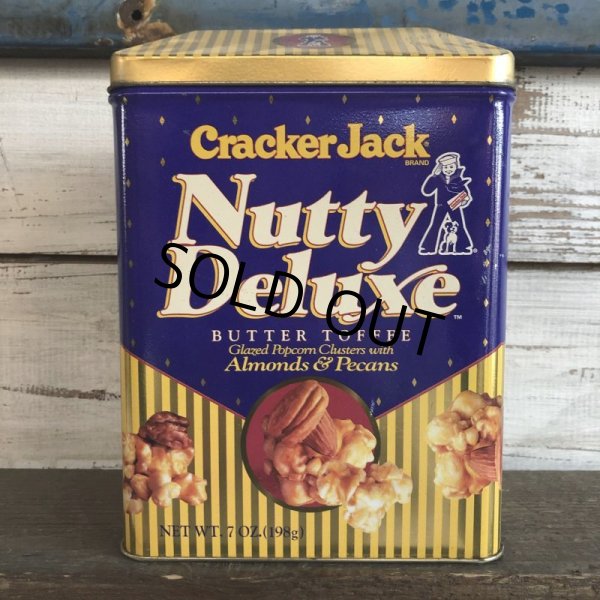 Cracker Jack
BRAND
Nutty
Deluxe™
SOLD OUT
BUTTER TOFFEE
Glazed Popcorn Clusters with
Almonds & Pecans
NET WT. 7 OZ. (198g)